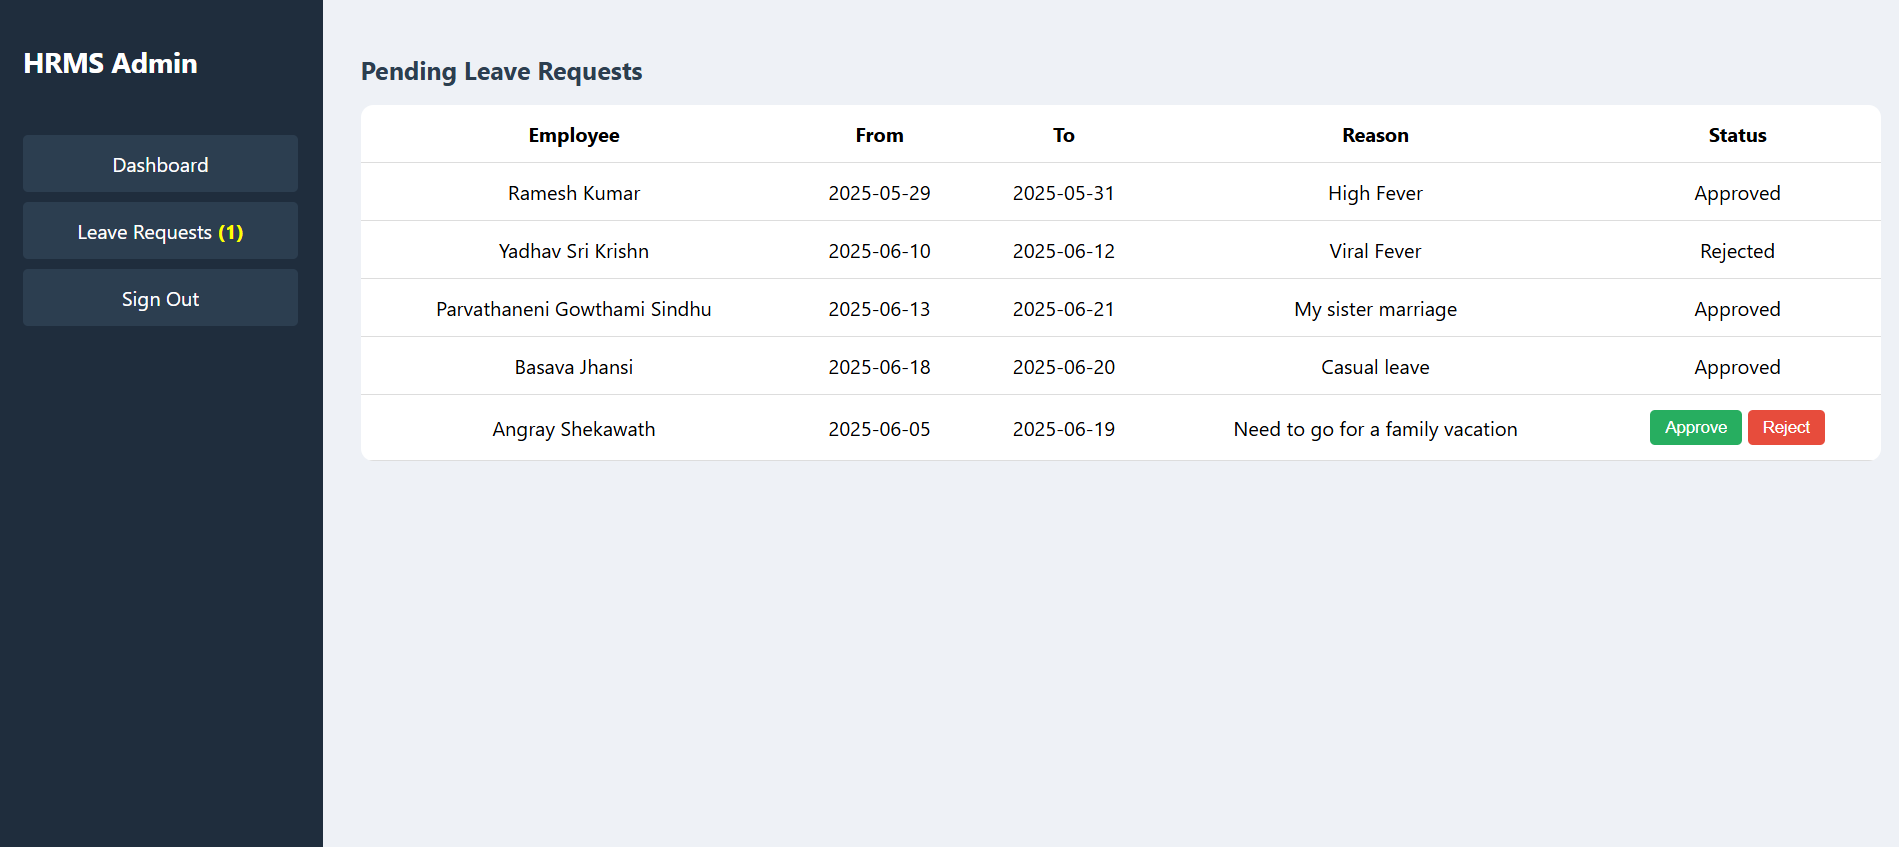 HRMS Admin
Dashboard
Leave Requests (1)
Sign Out
Pending Leave Requests
Employee From To Reason Status
Ramesh Kumar 2025-05-29 2025-05-31 High Fever Approved
Yadhav Sri Krishn 2025-06-10 2025-06-12 Viral Fever Rejected
Parvathaneni Gowthami Sindhu 2025-06-13 2025-06-21 My sister marriage Approved
Basava Jhansi 2025-06-18 2025-06-20 Casual leave Approved
Angray Shekawath 2025-06-05 2025-06-19 Need to go for a family vacation Approve Reject